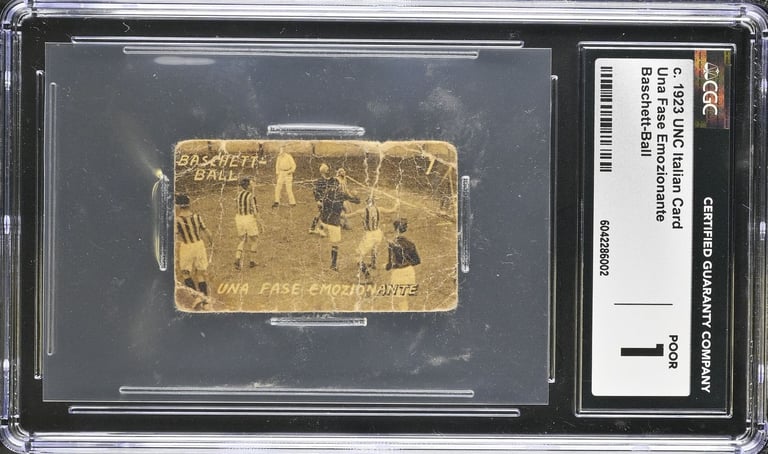 BASCHETT-
BALL
UNA FASE EMOZIONANTE
CGC
CERTIFIED GUARANTY COMPANY
c. 1923 UNC Italian Card
Una Fase Emozionante
Baschett-Ball
6042286002
POOR
1